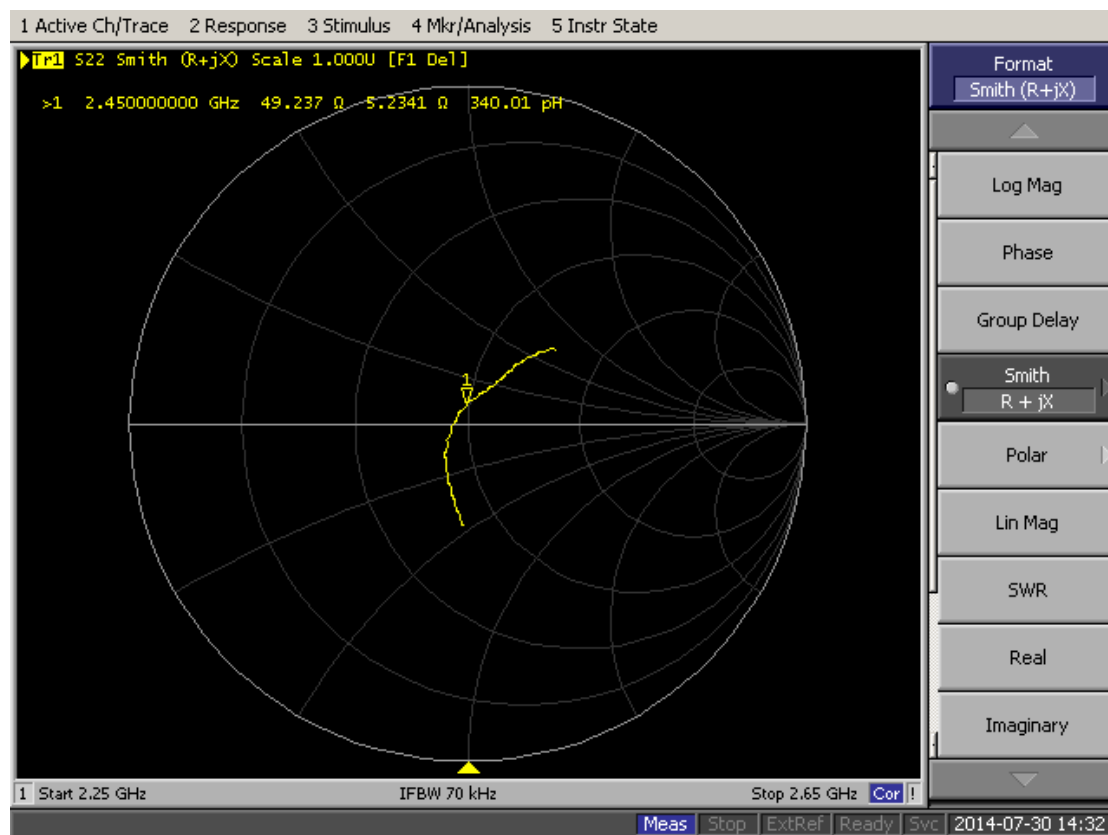 1 Active Ch/Trace 2 Response 3 Stimulus 4 Mkr/Analysis 5 Instr State
Tr1 S22 Smith (R+jX) Scale 1.000U [F1 Del]
>1 2.450000000 GHz 49.237 Ω 5.2341 Ω 340.01 pH
1
Format
Smith (R+jX)
Log Mag
Phase
Group Delay
Smith
R + jX
Polar
Lin Mag
SWR
Real
Imaginary
1 Start 2.25 GHz IFBW 70 kHz Stop 2.65 GHz Cor !
Meas Stop ExtRef Ready Svc 2014-07-30 14:32